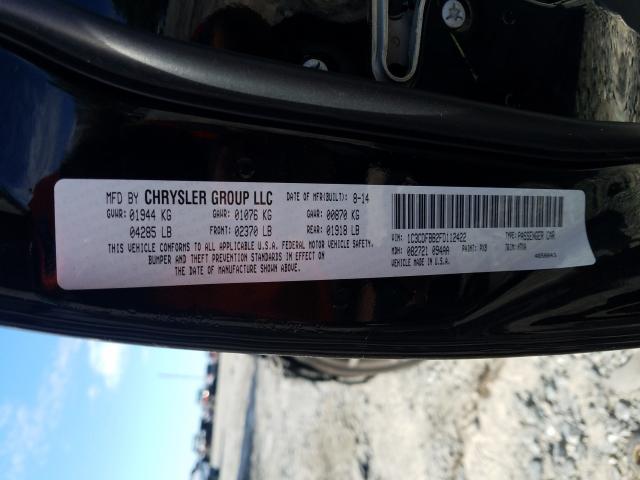 MFD BY CHRYSLER GROUP LLC DATE OF MFR(BUILT): 8-14
GVWR:01944 KG GAWR:01076 KG GAWR:00870 KG
04285 LB FRONT:02370 LB REAR:01918 LB
THIS VEHICLE CONFORMS TO ALL APPLICABLE U.S.A. FEDERAL MOTOR VEHICLE SAFETY,
BUMPER AND THEFT PREVENTION STANDARDS IN EFFECT ON
THE DATE OF MANUFACTURE SHOWN ABOVE.
VIN: 1C3CDFBB2FD112422 TYPE: PASSENGER CAR
MDH: 082721 094AA PAINT: PX8 TRIM:
VEHICLE MADE IN U.S.A.